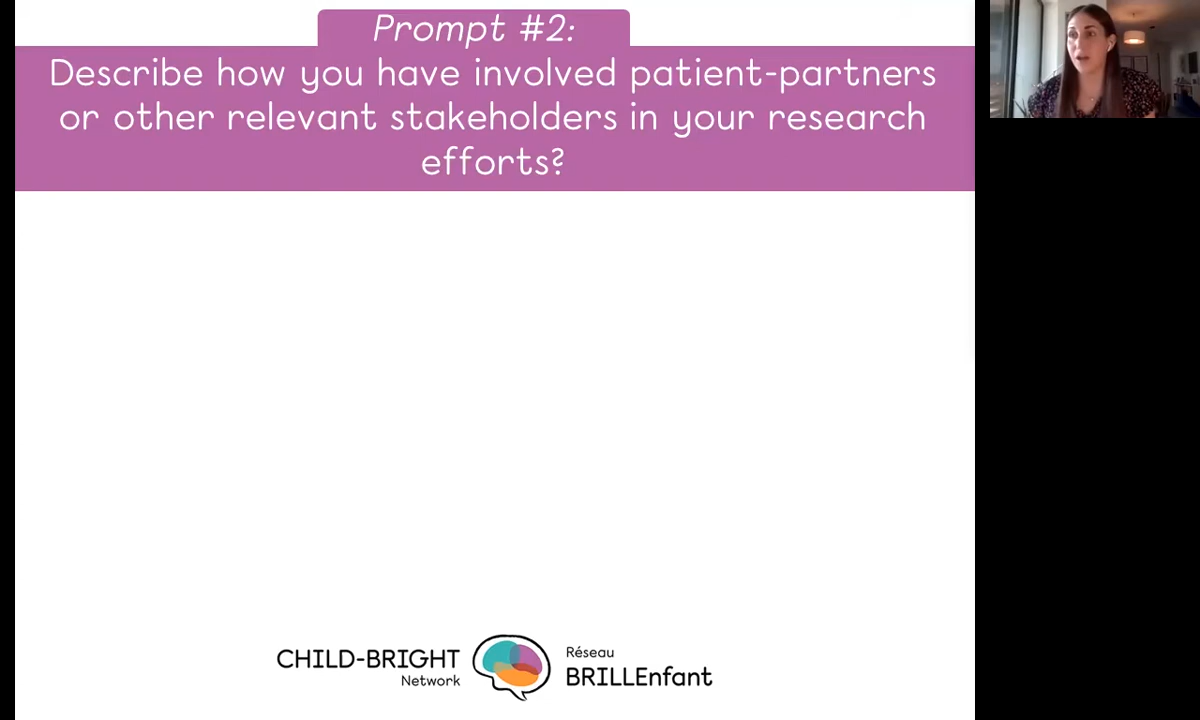 Prompt #2:
Describe how you have involved patient-partners
or other relevant stakeholders in your research
efforts?
CHILD-BRIGHT
Network
Réseau
BRILLEnfant